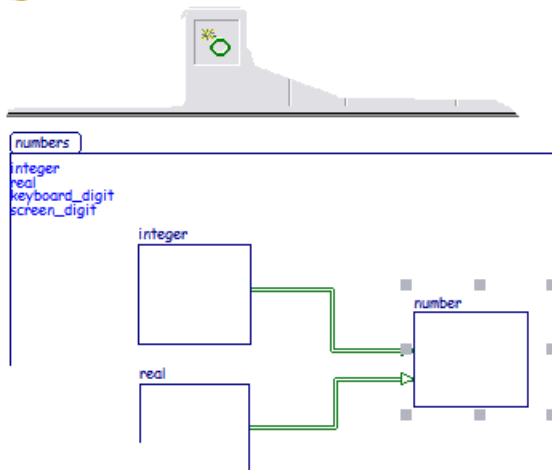 numbers
integer
real
keyboard_digit
screen_digit
integer
number
real